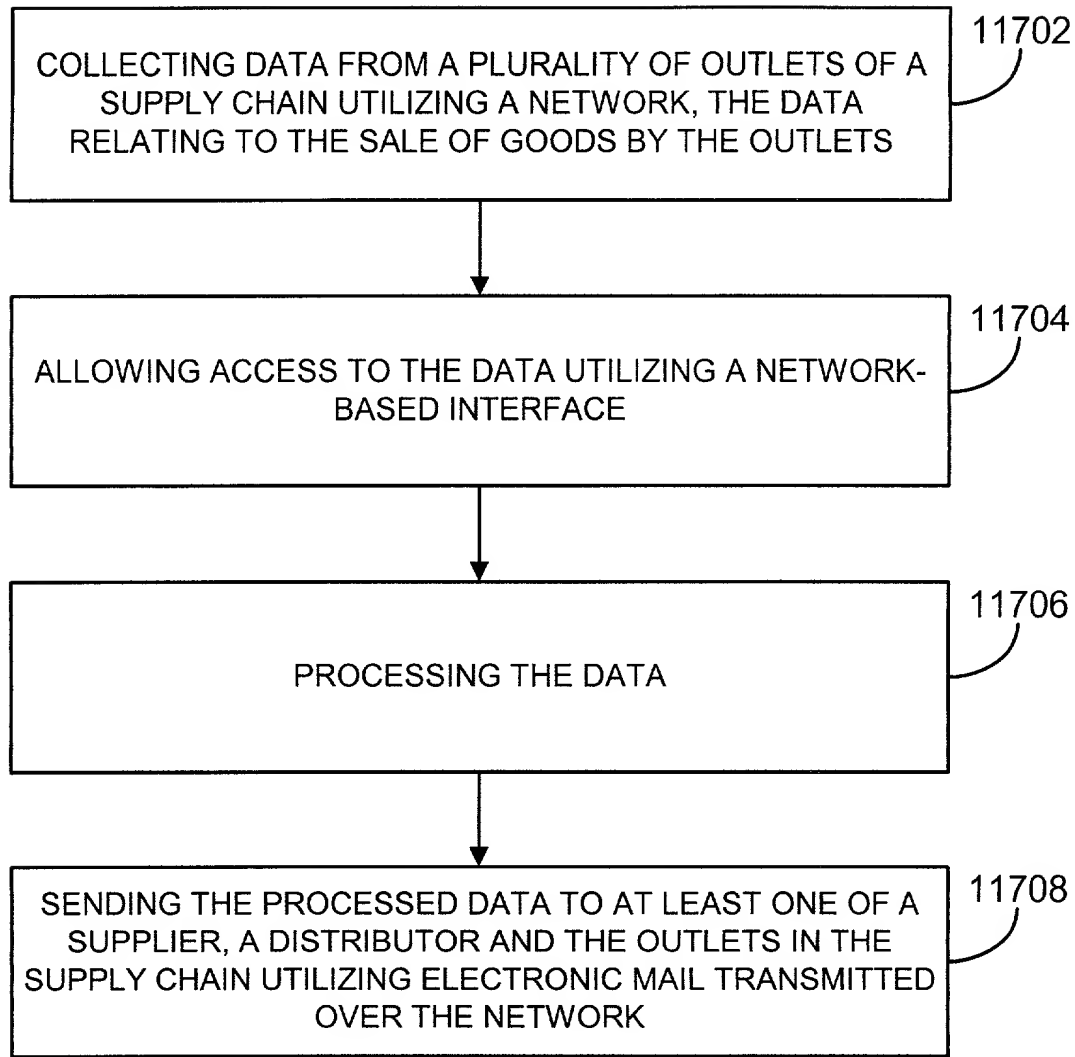 11702
COLLECTING DATA FROM A PLURALITY OF OUTLETS OF A
SUPPLY CHAIN UTILIZING A NETWORK, THE DATA
RELATING TO THE SALE OF GOODS BY THE OUTLETS
11704
ALLOWING ACCESS TO THE DATA UTILIZING A NETWORK-
BASED INTERFACE
11706
PROCESSING THE DATA
11708
SENDING THE PROCESSED DATA TO AT LEAST ONE OF A
SUPPLIER, A DISTRIBUTOR AND THE OUTLETS IN THE
SUPPLY CHAIN UTILIZING ELECTRONIC MAIL TRANSMITTED
OVER THE NETWORK